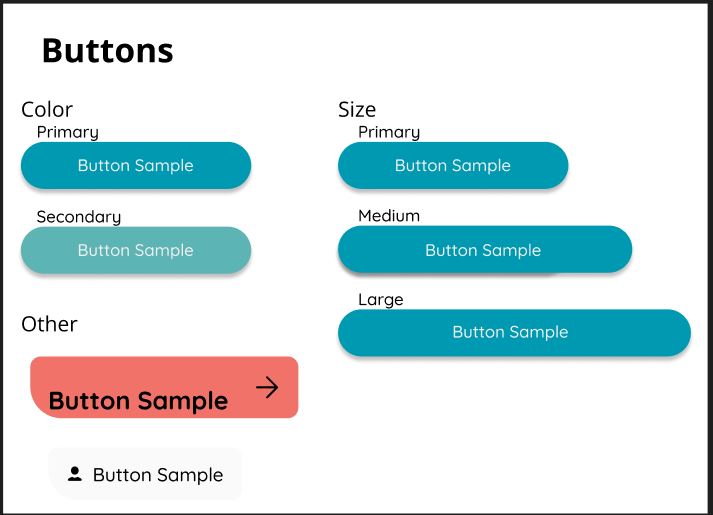 Buttons
Color
Primary
Button Sample
Secondary
Button Sample
Other
Button Sample
Button Sample
Size
Primary
Button Sample
Medium
Button Sample
Large
Button Sample